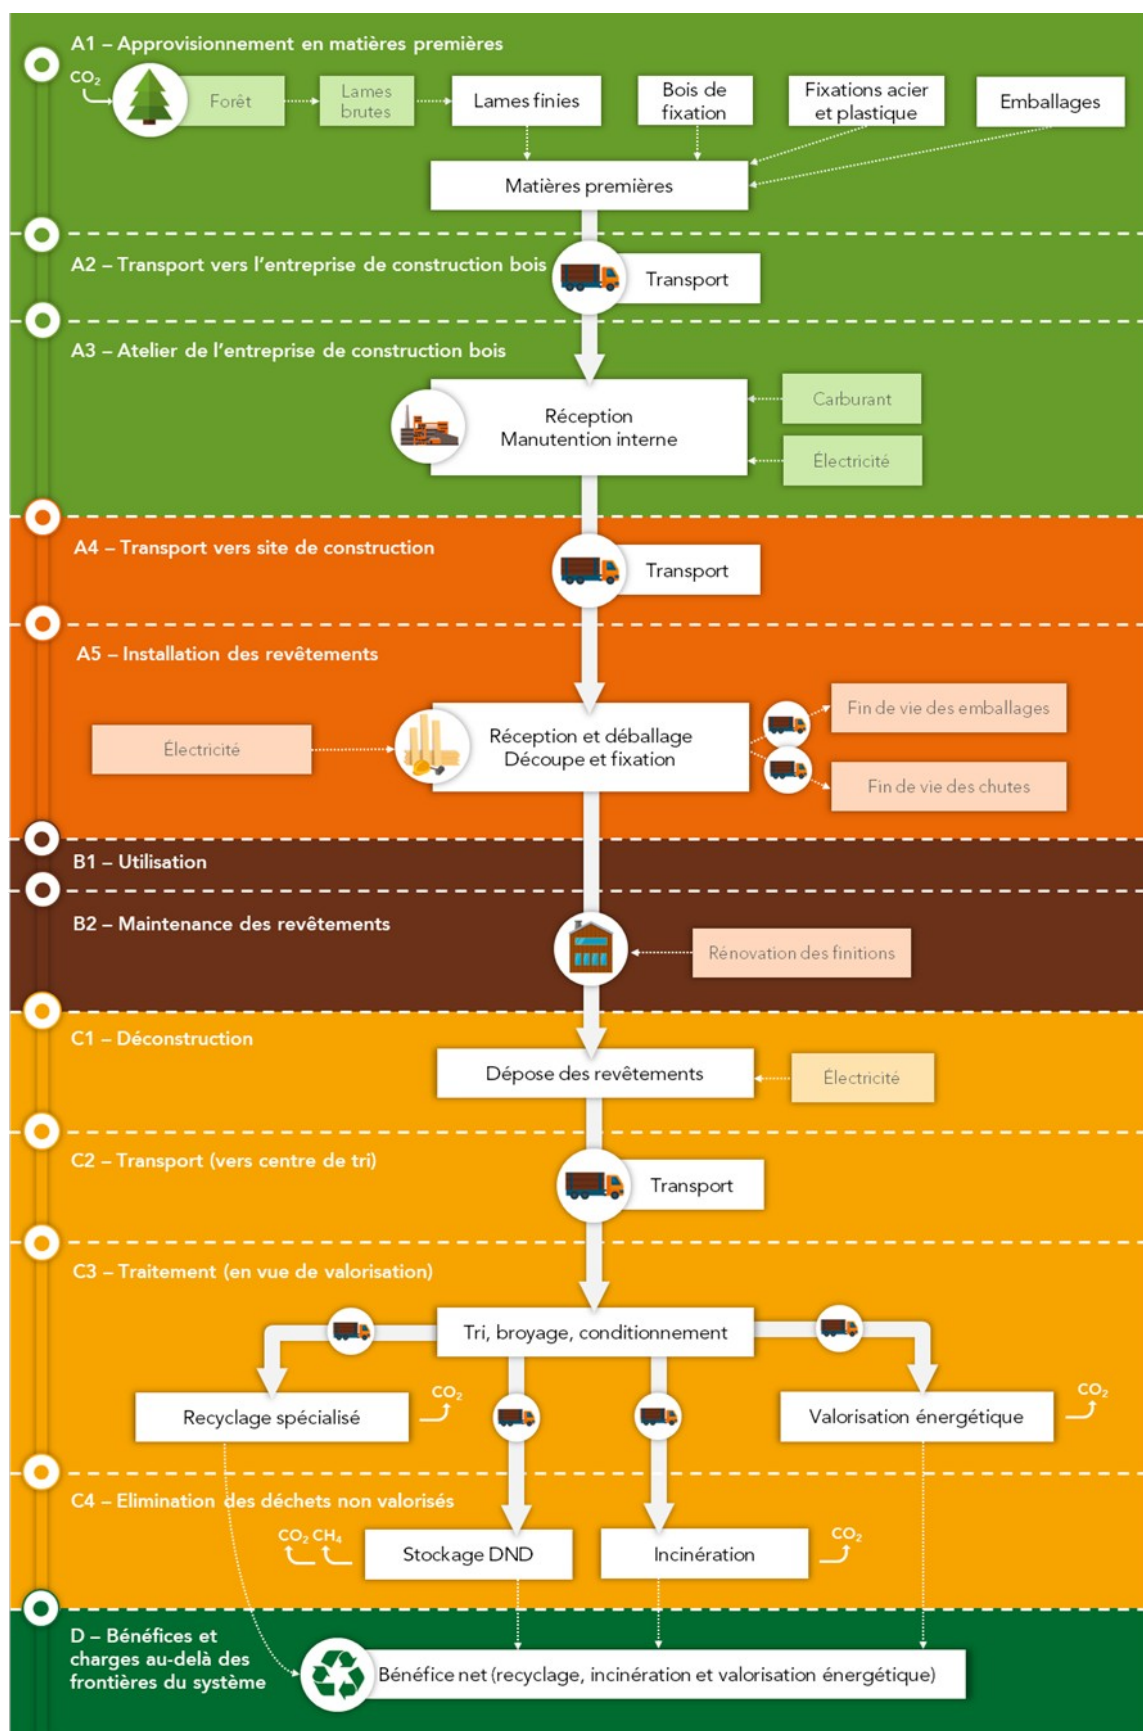 A1 – Approvisionnement en matières premières
CO₂
Forêt
Lames
brutes
Lames finies
Bois de
fixation
Fixations acier
et plastique
Emballages
Matières premières
A2 – Transport vers l’entreprise de construction bois
Transport
A3 – Atelier de l’entreprise de construction bois
Réception
Manutention interne
Carburant
Électricité
A4 – Transport vers site de construction
Transport
A5 – Installation des revêtements
Électricité
Réception et déballage
Découpe et fixation
Fin de vie des emballages
Fin de vie des chutes
B1 – Utilisation
B2 – Maintenance des revêtements
Rénovation des finitions
C1 – Déconstruction
Dépose des revêtements
Électricité
C2 – Transport (vers centre de tri)
Transport
C3 – Traitement (en vue de valorisation)
Tri, broyage, conditionnement
Recyclage spécialisé
CO₂
Valorisation énergétique
CO₂
C4 – Elimination des déchets non valorisés
CO₂ CH₄
Stockage DND
Incinération
CO₂
D – Bénéfices et
charges au-delà des
frontières du système
Bénéfice net (recyclage, incinération et valorisation énergétique)